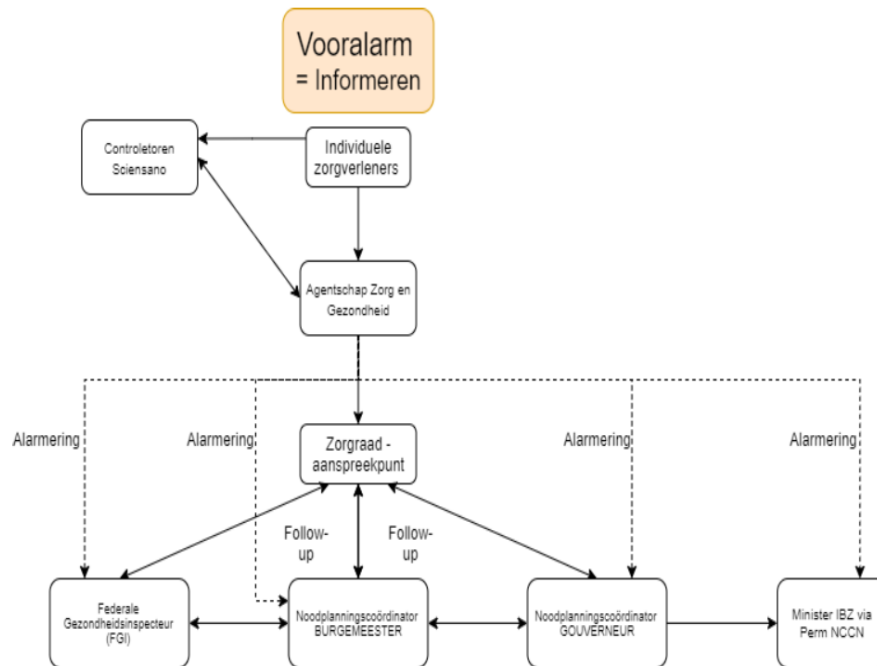 Vooralarm
= Informeren
Controletoren
Sciensano
Individuele
zorgverleners
Agentschap Zorg en
Gezondheid
Alarmering
Alarmering
Alarmering
Alarmering
Zorgraad -
aanspreekpunt
Follow-
up
Follow-
up
Federale
Gezondheidsinspecteur
(FGI)
Noodplanningscoördinator
BURGEMEESTER
Noodplanningscoördinator
GOUVERNEUR
Minister IBZ via
Perm NCCN